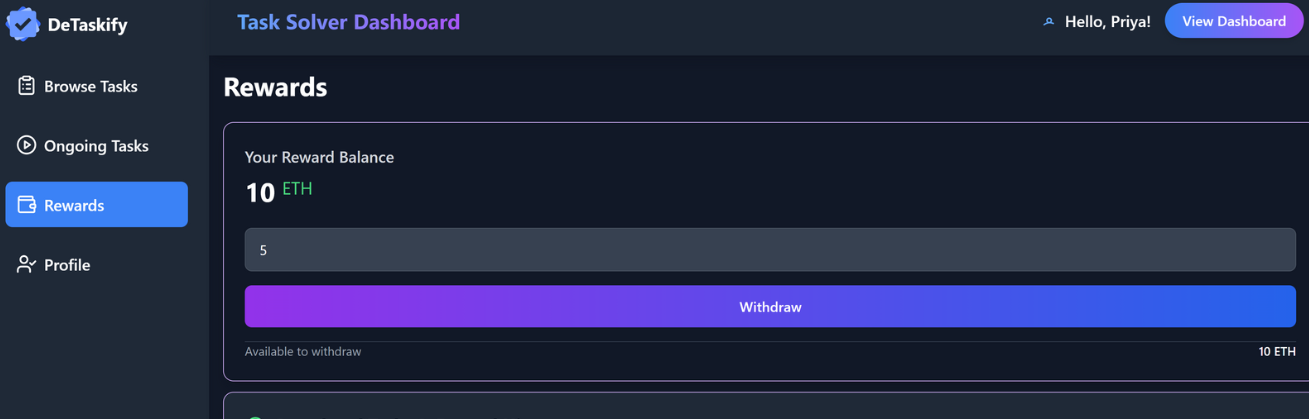 DeTaskify
Task Solver Dashboard
Hello, Priya!
View Dashboard
Browse Tasks
Ongoing Tasks
Rewards
Profile
Rewards
Your Reward Balance
10 ETH
5
Withdraw
Available to withdraw
10 ETH